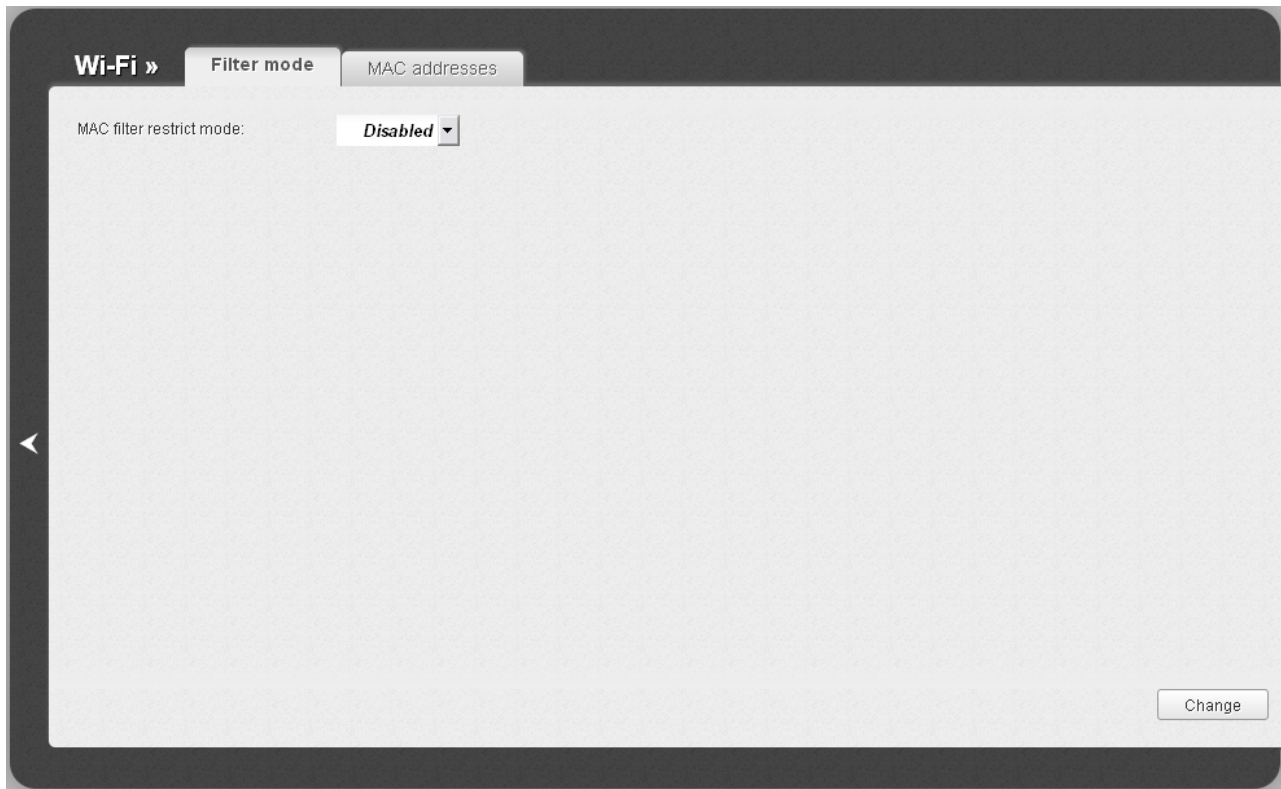 Wi-Fi » Filter mode MAC addresses
MAC filter restrict mode: Disabled
Change